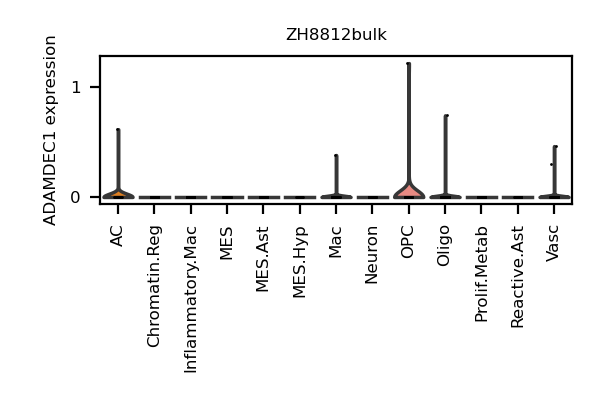 ZH8812bulk
ADAMDEC1 expression
1
0
AC
Chromatin.Reg
Inflammatory.Mac
MES
MES.Ast
MES.Hyp
Mac
Neuron
OPC
Oligo
Prolif.Metab
Reactive.Ast
Vasc